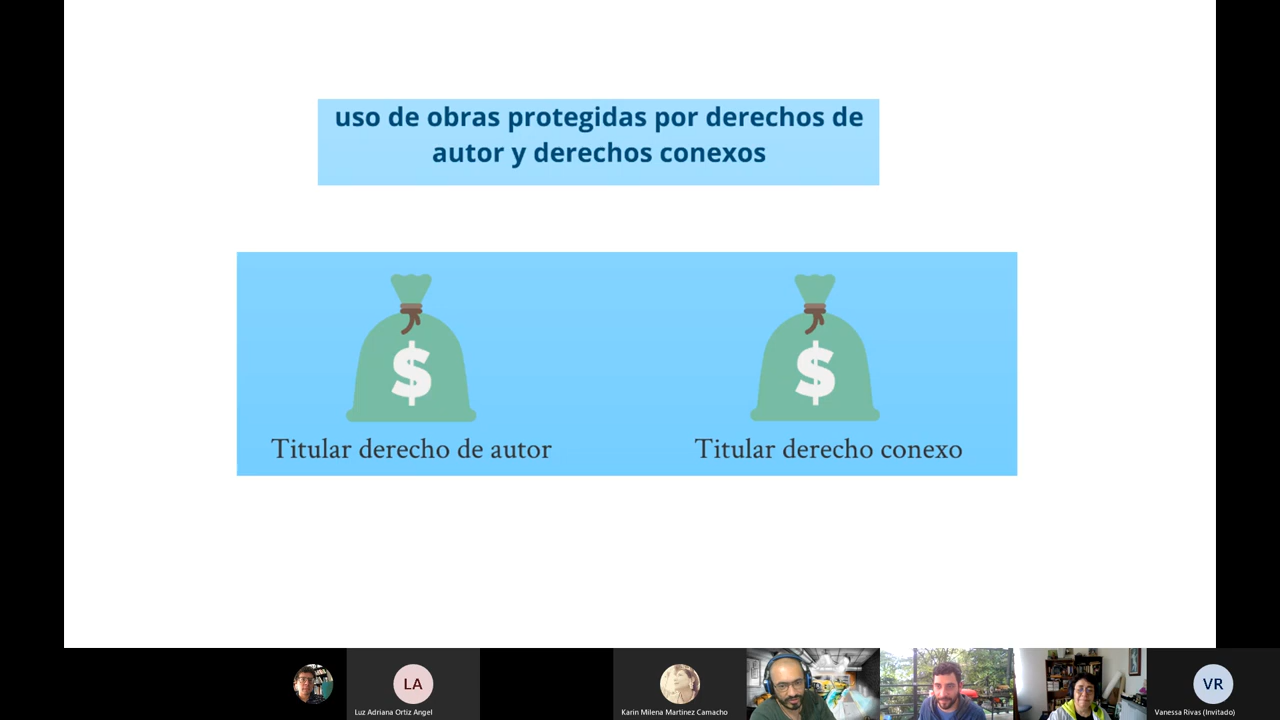 uso de obras protegidas por derechos de
autor y derechos conexos
$
$
Titular derecho de autor
Titular derecho conexo
LA
VR
Luz Adriana Ortiz Angel
Karin Milena Martinez Camacho
Vanessa Rivas (Invitado)